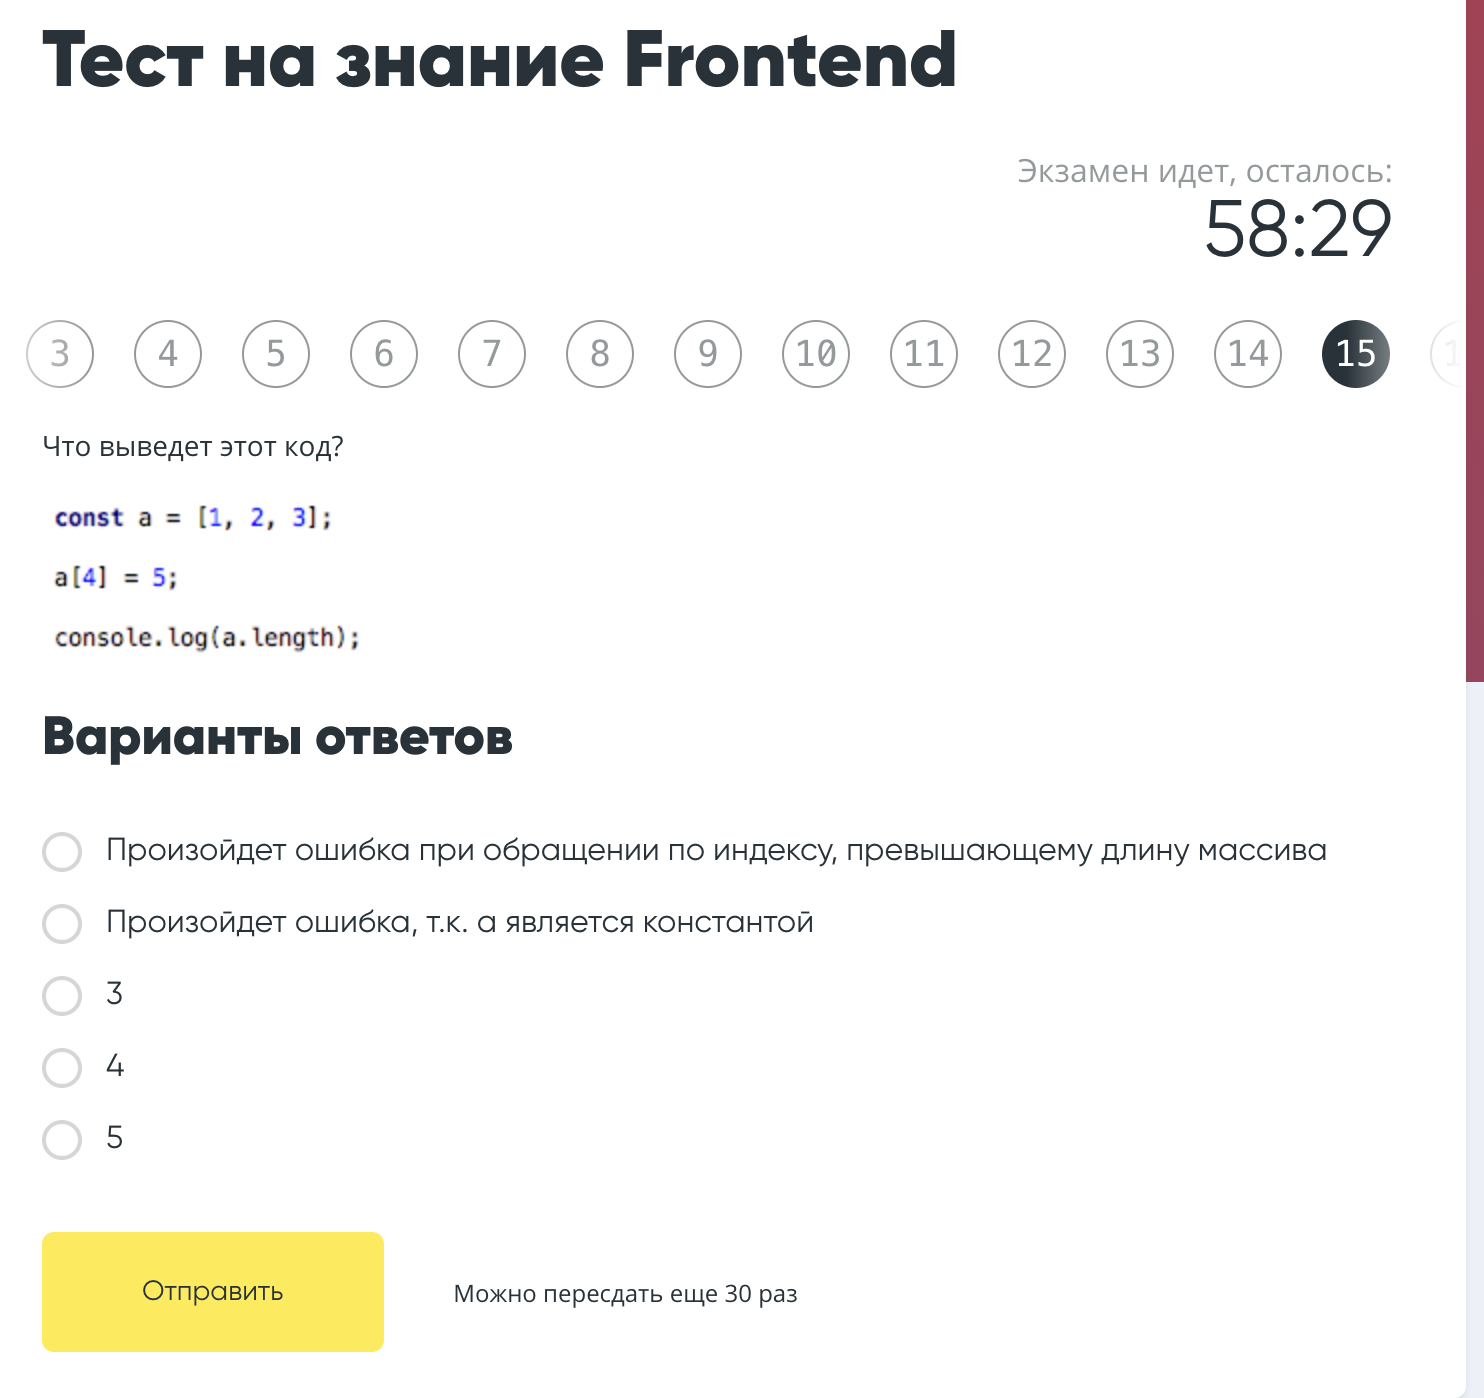 Тест на знание Frontend
Экзамен идет, осталось:
58:29
3 4 5 6 7 8 9 10 11 12 13 14 15
Что выведет этот код?
const a = [1, 2, 3];
a[4] = 5;
console.log(a.length);
Варианты ответов
Произойдет ошибка при обращении по индексу, превышающему длину массива
Произойдет ошибка, т.к. a является константой
3
4
5
Отправить
Можно пересдать еще 30 раз